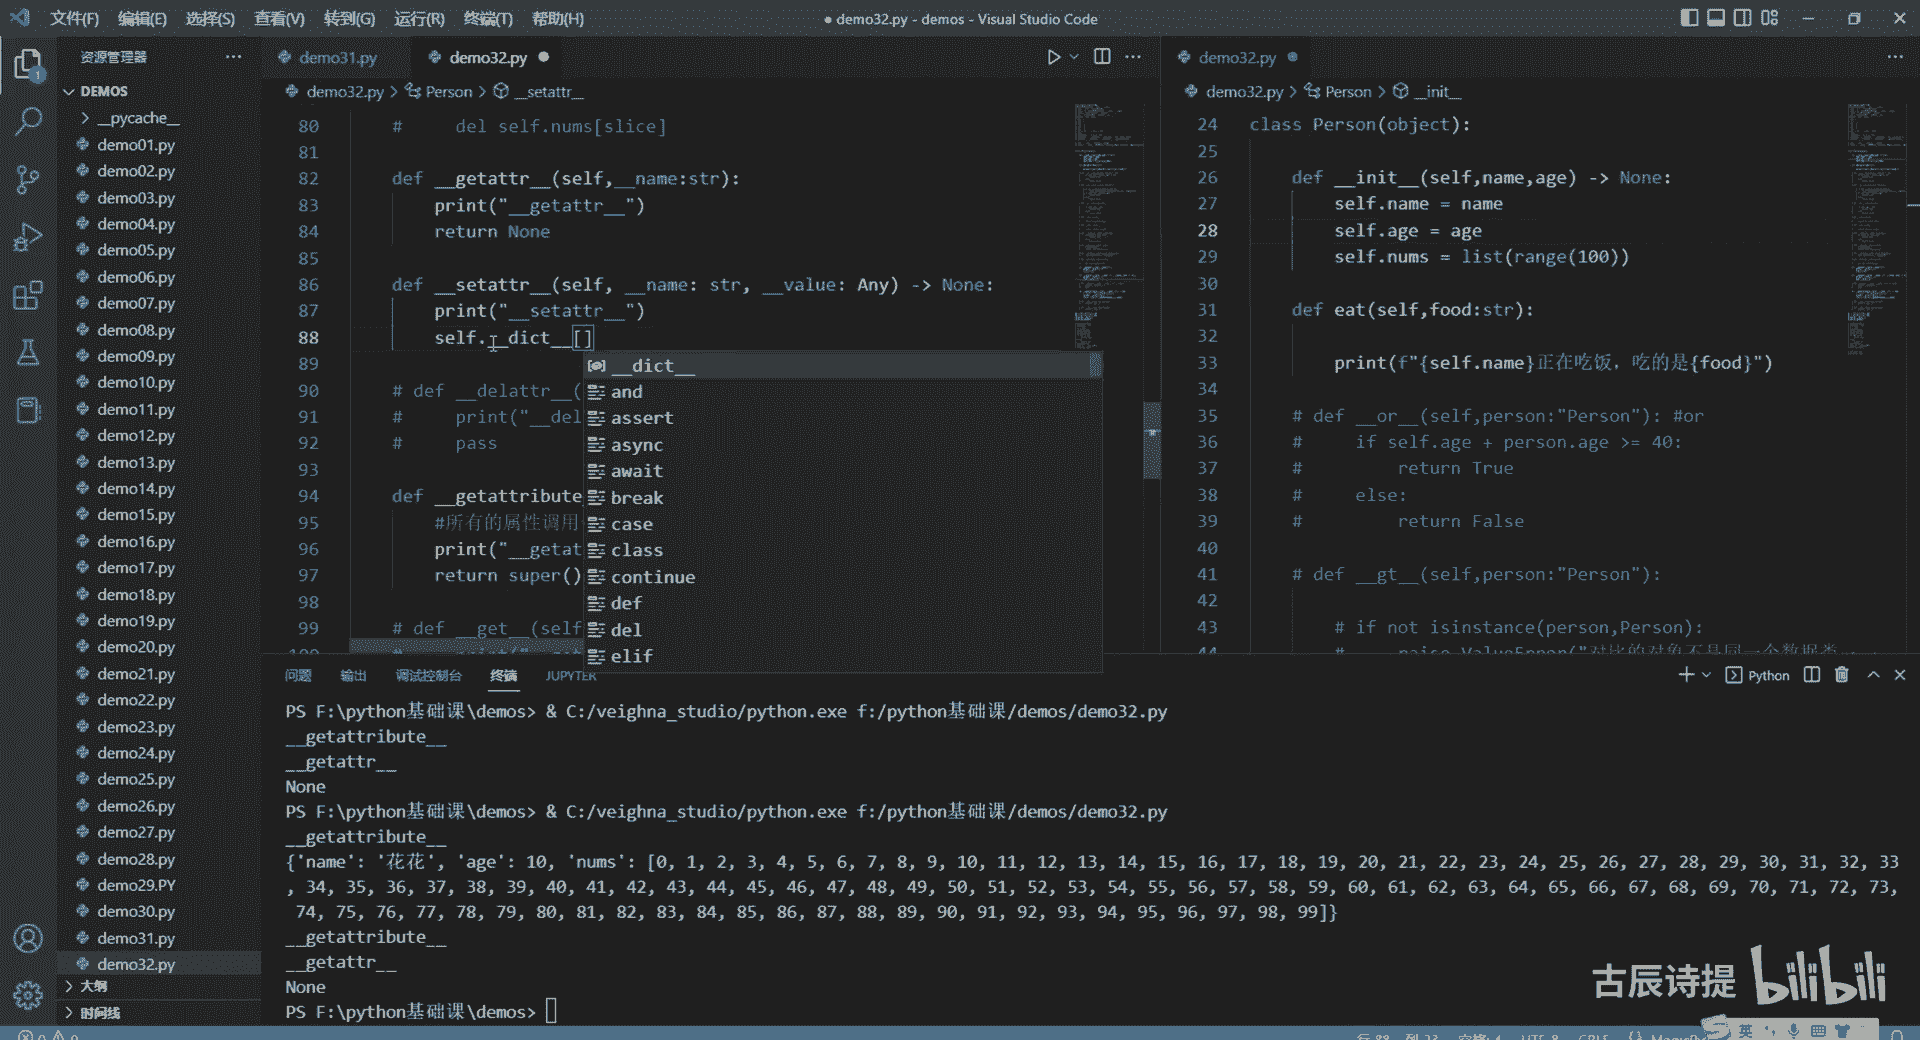 文件(F) 编辑(E) 选择(S) 查看(V) 转到(G) 运行(R) 终端(T) 帮助(H)
● demo32.py - demos - Visual Studio Code
资源管理器
DEMOS
__pycache__
demo01.py
demo02.py
demo03.py
demo04.py
demo05.py
demo06.py
demo07.py
demo08.py
demo09.py
demo10.py
demo11.py
demo12.py
demo13.py
demo14.py
demo15.py
demo16.py
demo17.py
demo18.py
demo19.py
demo20.py
demo21.py
demo22.py
demo23.py
demo24.py
demo25.py
demo26.py
demo27.py
demo28.py
demo29.PY
demo30.py
demo31.py
demo32.py
大纲
时间线
demo31.py demo32.py
demo32.py > Person > __setattr__
80 # del self.nums[slice]
81
82 def __getattr__(self,__name:str):
83 print("__getattr__")
84 return None
85
86 def __setattr__(self, __name: str, __value: Any) -> None:
87 print("__setattr__")
88 self.__dict__[]
89
90 # def __delattr__(
91 # print("__del
92 # pass
93
94 def __getattribute
95 #所有的属性调用
96 print("__getat
97 return super()
98
99 # def __get__(self
__dict__
and
assert
async
await
break
case
class
continue
def
del
elif
demo32.py
demo32.py > Person > __init__
24 class Person(object):
25
26 def __init__(self,name,age) -> None:
27 self.name = name
28 self.age = age
29 self.nums = list(range(100))
30
31 def eat(self,food:str):
32
33 print(f"{self.name}正在吃饭，吃的是{food}")
34
35 # def __or__(self,person:"Person"): #or
36 # if self.age + person.age >= 40:
37 # return True
38 # else:
39 # return False
40
41 # def __gt__(self,person:"Person"):
42
43 # if not isinstance(person,Person):
44 # raise ValueError("对比的对象不是同一个数据类
问题 输出 调试控制台 终端 JUPYTER
Python
PS F:\python基础课\demos> & C:/veighna_studio/python.exe f:/python基础课/demos/demo32.py
__getattribute__
__getattr__
None
PS F:\python基础课\demos> & C:/veighna_studio/python.exe f:/python基础课/demos/demo32.py
__getattribute__
{'name': '花花', 'age': 10, 'nums': [0, 1, 2, 3, 4, 5, 6, 7, 8, 9, 10, 11, 12, 13, 14, 15, 16, 17, 18, 19, 20, 21, 22, 23, 24, 25, 26, 27, 28, 29, 30, 31, 32, 33
, 34, 35, 36, 37, 38, 39, 40, 41, 42, 43, 44, 45, 46, 47, 48, 49, 50, 51, 52, 53, 54, 55, 56, 57, 58, 59, 60, 61, 62, 63, 64, 65, 66, 67, 68, 69, 70, 71, 72, 73,
74, 75, 76, 77, 78, 79, 80, 81, 82, 83, 84, 85, 86, 87, 88, 89, 90, 91, 92, 93, 94, 95, 96, 97, 98, 99]}
__getattribute__
__getattr__
None
PS F:\python基础课\demos>
古辰诗提 bilibili
英